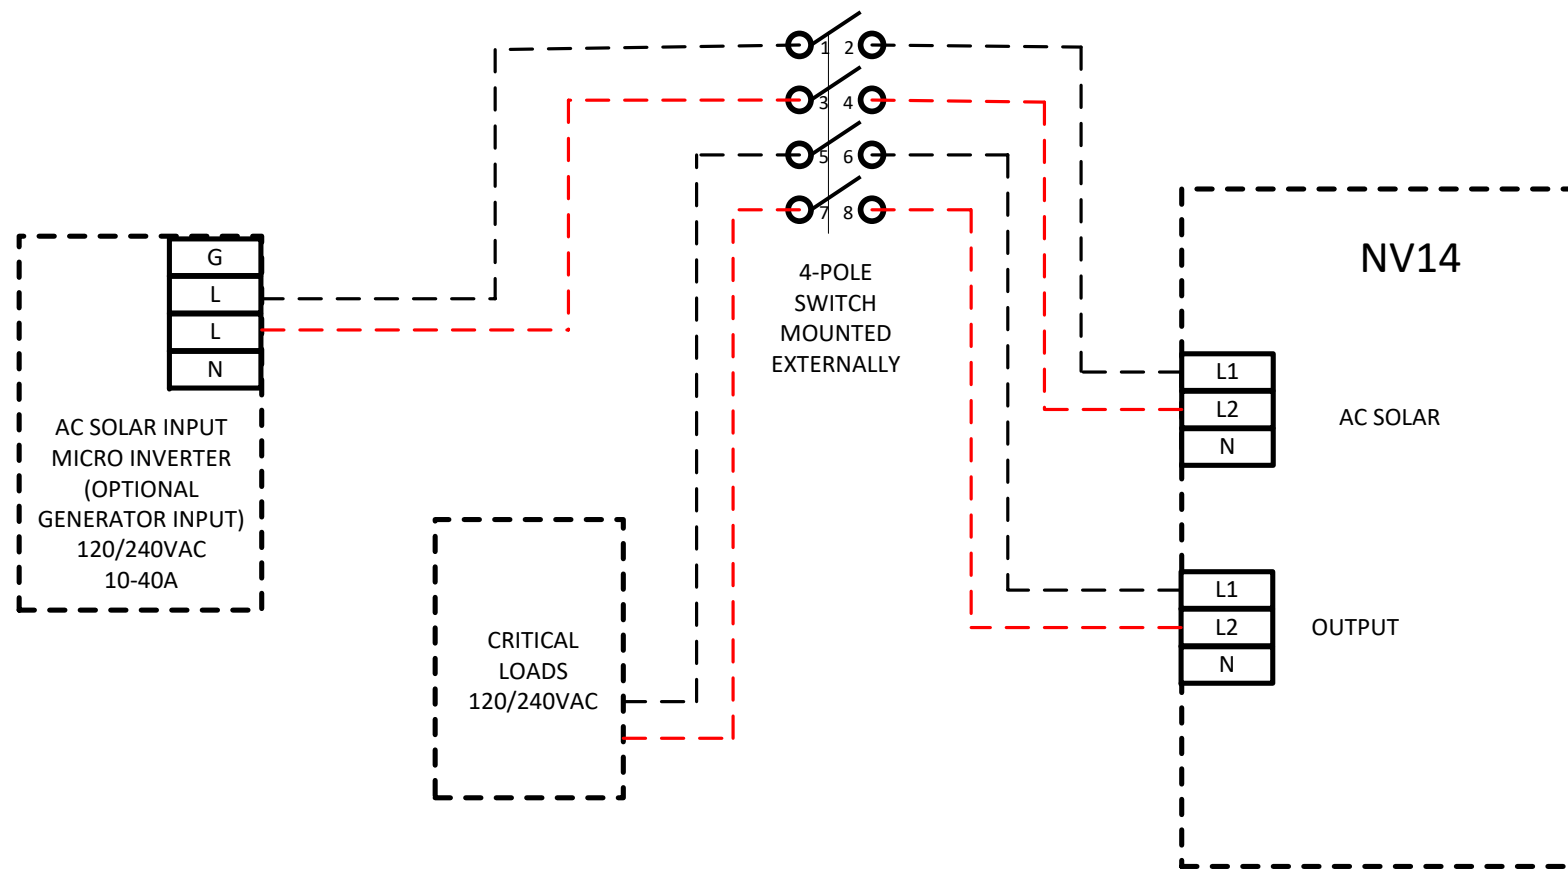 1 2
3 4
5 6
7 8
4-POLE
SWITCH
MOUNTED
EXTERNALLY
G
L
L
N
AC SOLAR INPUT
MICRO INVERTER
(OPTIONAL
GENERATOR INPUT)
120/240VAC
10-40A
CRITICAL
LOADS
120/240VAC
NV14
L1
L2
N
AC SOLAR
L1
L2
N
OUTPUT